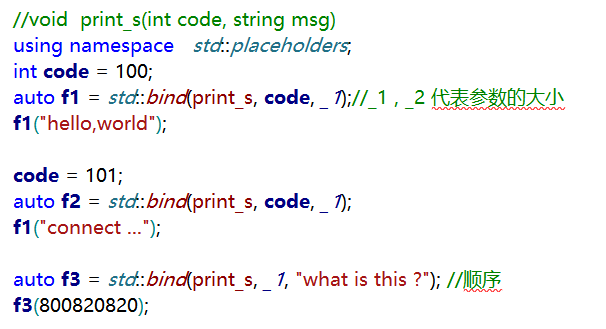 //void print_s(int code, string msg)
using namespace std::placeholders;
int code = 100;
auto f1 = std::bind(print_s, code, _1);//_1 , _2 代表参数的大小
f1("hello,world");
code = 101;
auto f2 = std::bind(print_s, code, _1);
f1("connect ...");
auto f3 = std::bind(print_s, _1, "what is this ?"); //顺序
f3(800820820);